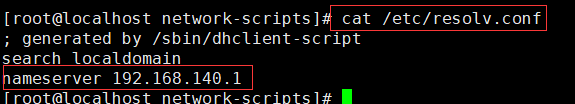 [root@localhost network-scripts]# cat /etc/resolv.conf
; generated by /sbin/dhclient-script
search localdomain
nameserver 192.168.140.1
[root@localhost network-scripts]#